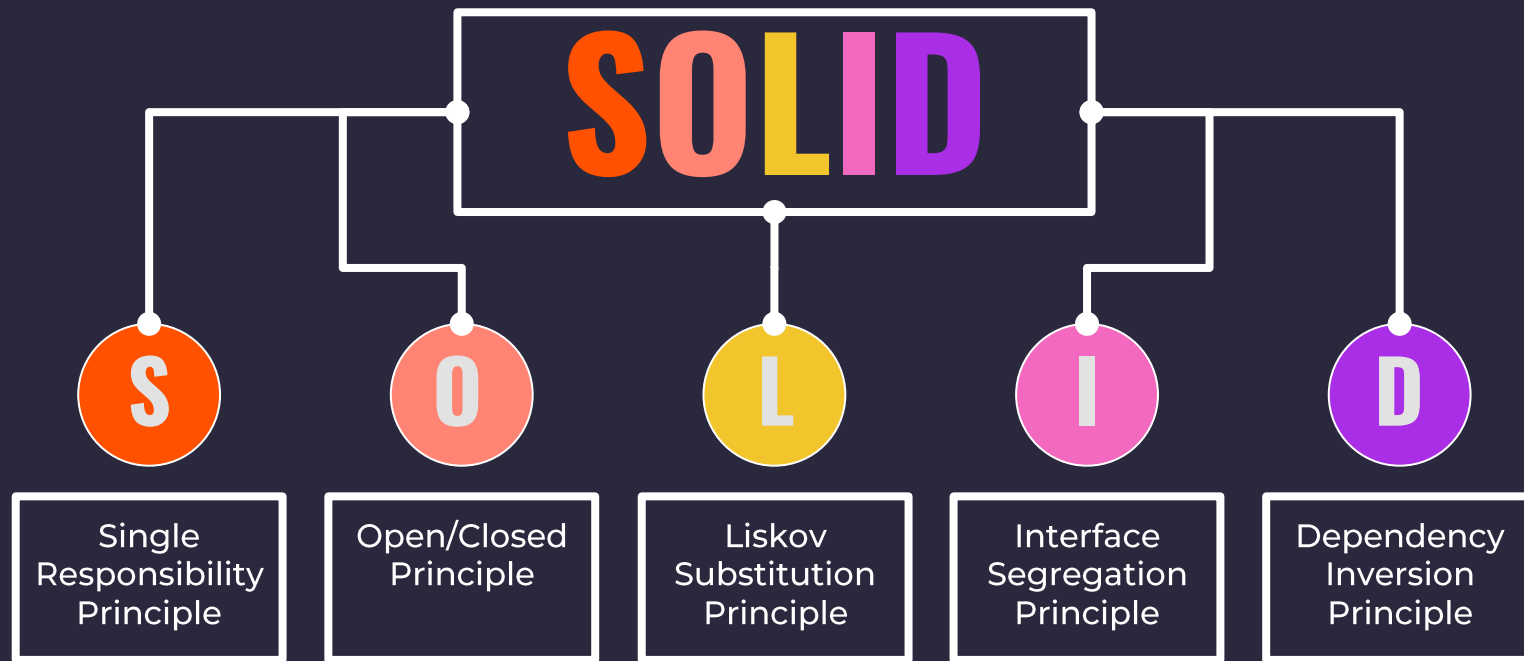 SOLID
S
O
L
I
D
Single
Responsibility
Principle
Open/Closed
Principle
Liskov
Substitution
Principle
Interface
Segregation
Principle
Dependency
Inversion
Principle